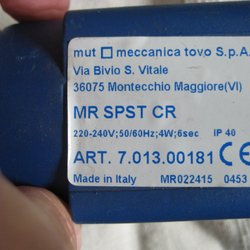 mut meccanica tovo S.p.A.
Via Bivio S. Vitale
36075 Montecchio Maggiore(VI)
MR SPST CR
220-240V;50/60Hz;4W;6sec IP 40
ART. 7.013.00181 CE
Made in Italy MR022415 0453